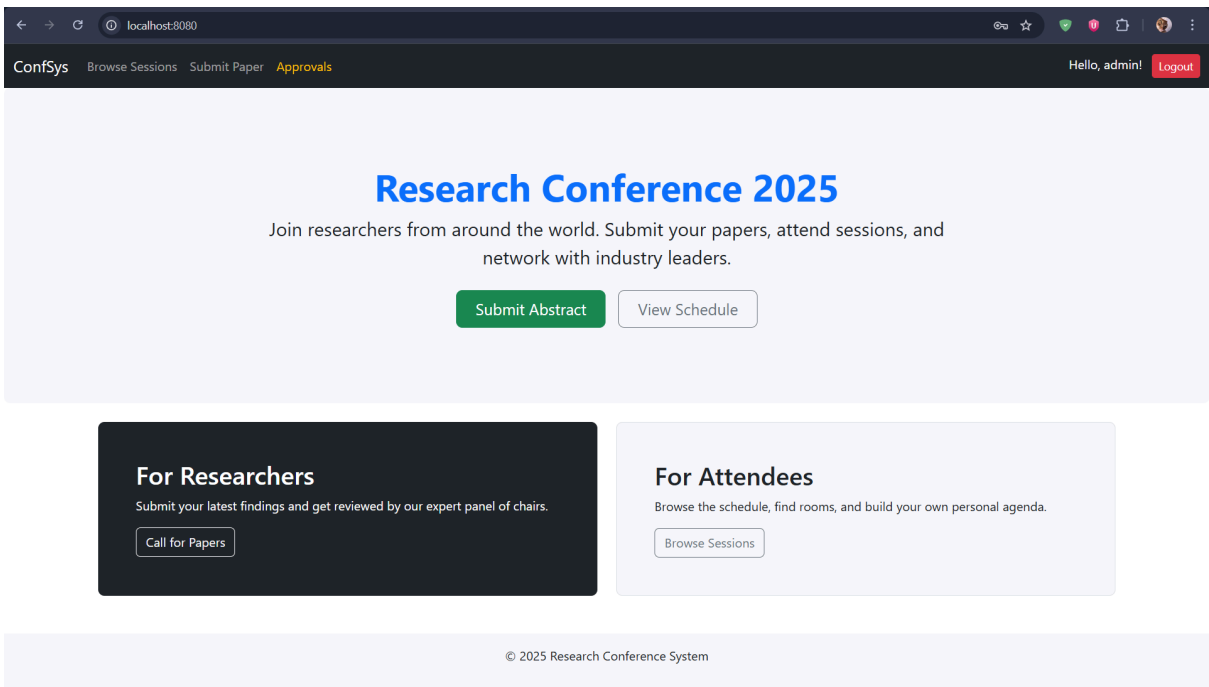 localhost:8080
ConfSys Browse Sessions Submit Paper Approvals Hello, admin! Logout
Research Conference 2025
Join researchers from around the world. Submit your papers, attend sessions, and
network with industry leaders.
Submit Abstract View Schedule
For Researchers
Submit your latest findings and get reviewed by our expert panel of chairs.
Call for Papers
For Attendees
Browse the schedule, find rooms, and build your own personal agenda.
Browse Sessions
© 2025 Research Conference System